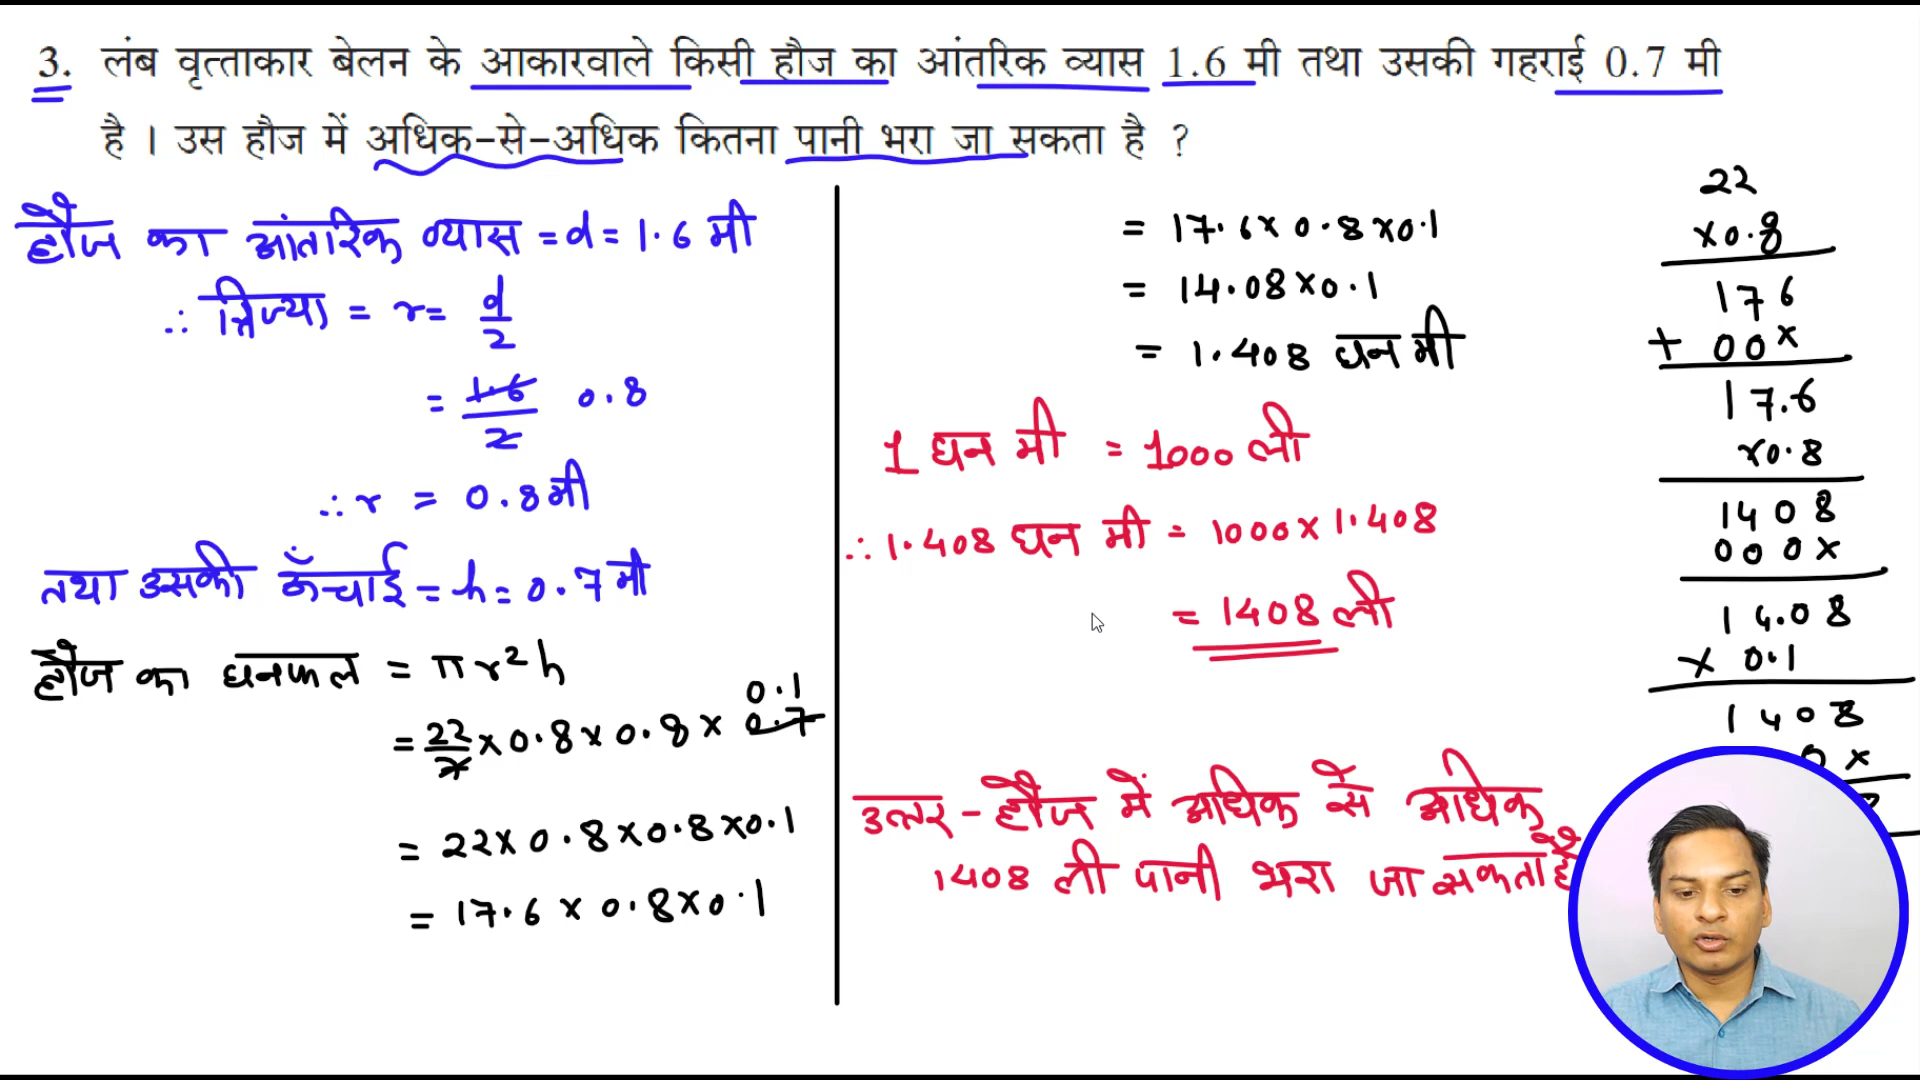 3. लंब वृत्ताकार बेलन के आकारवाले किसी हौज का आंतरिक व्यास 1.6 मी तथा उसकी गहराई 0.7 मी
है । उस हौज में अधिक-से-अधिक कितना पानी भरा जा सकता है ?
हौज का आंतरिक व्यास = d = 1.6 मी
∴ त्रिज्या = r = d/2
= 1.6/2 0.8
∴ r = 0.8 मी
तथा उसकी ऊँचाई = h = 0.7 मी
हौज का घनफल = πr²h
= 22/7 × 0.8 × 0.8 × 0.7 0.1
= 22 × 0.8 × 0.8 × 0.1
= 17.6 × 0.8 × 0.1
= 17.6 × 0.8 × 0.1
= 14.08 × 0.1
= 1.408 घन मी
1 घन मी = 1000 ली
∴ 1.408 घन मी = 1000 × 1.408
= 1408 ली
उत्तर - हौज में अधिक से अधिक
1408 ली पानी भरा जा सकता है
22
×0.8
176
+ 00×
17.6
×0.8
1408
000×
14.08
× 0.1
1408
0×